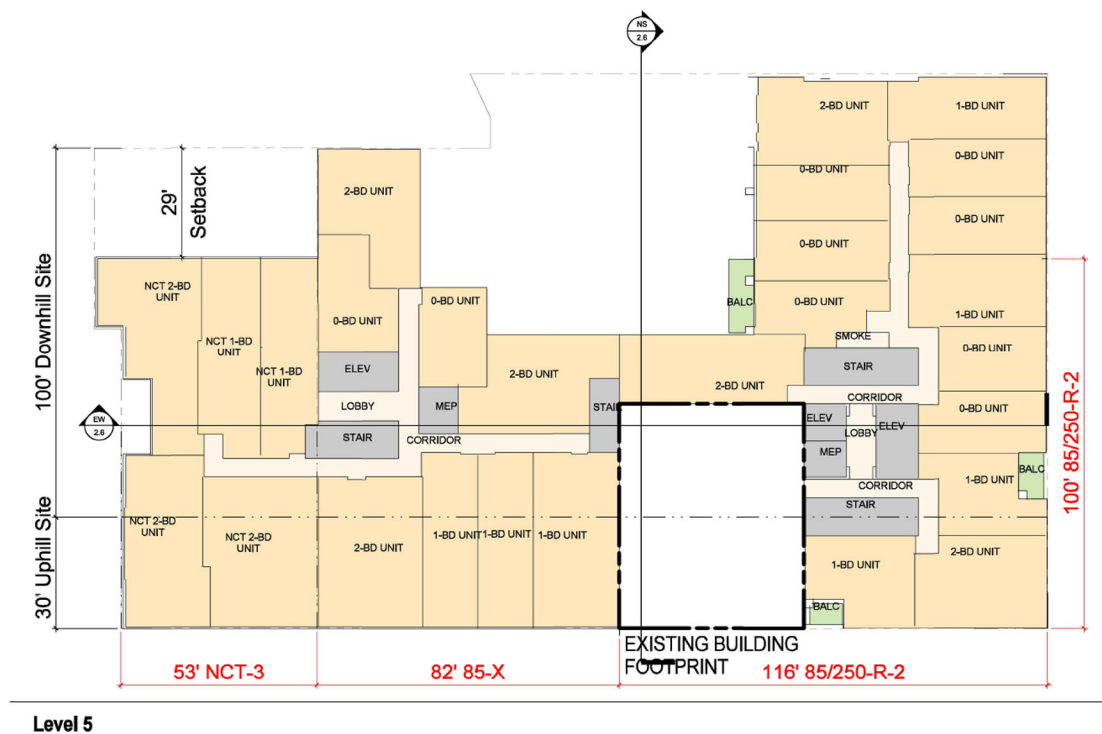 NS
2.6
2-BD UNIT
1-BD UNIT
29'
Setback
0-BD UNIT
0-BD UNIT
2-BD UNIT
0-BD UNIT
0-BD UNIT
100' Downhill Site
NCT 2-BD
UNIT
0-BD UNIT
0-BD UNIT
BALC
0-BD UNIT
1-BD UNIT
0-BD UNIT
NCT 1-BD
UNIT
SMOKE
0-BD UNIT
ELEV
NCT 1-BD
UNIT
2-BD UNIT
2-BD UNIT
STAIR
CORRIDOR
LOBBY
MEP
STAIR
0-BD UNIT
EW
2.6
ELEV
LOBBY
ELEV
STAIR
CORRIDOR
MEP
BALC
1-BD UNIT
CORRIDOR
100' 85/250-R-2
30' Uphill Site
NCT 2-BD
UNIT
STAIR
NCT 2-BD
UNIT
2-BD UNIT
1-BD UNIT
1-BD UNIT
1-BD UNIT
2-BD UNIT
1-BD UNIT
BALC
EXISTING BUILDING
FOOTPRINT
53' NCT-3
82' 85-X
116' 85/250-R-2
Level 5